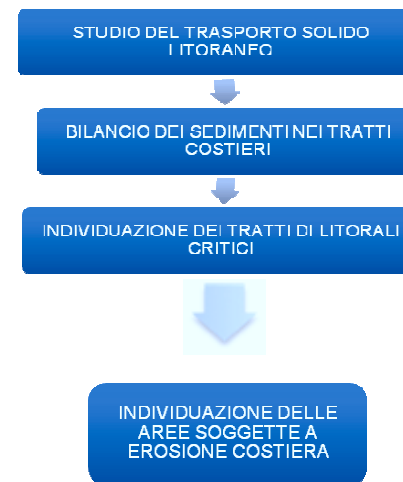 STUDIO DEL TRASPORTO SOLIDO
LITORANEO
BILANCIO DEI SEDIMENTI NEI TRATTI
COSTIERI
INDIVIDUAZIONE DEI TRATTI DI LITORALI
CRITICI
INDIVIDUAZIONE DELLE
AREE SOGGETTE A
EROSIONE COSTIERA